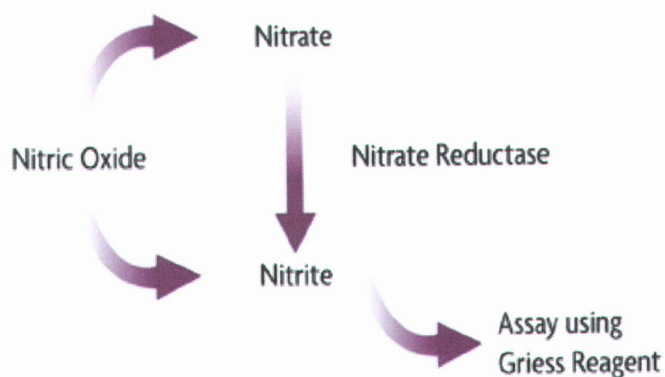 Nitrate
Nitric Oxide
Nitrate Reductase
Nitrite
Assay using
Griess Reagent